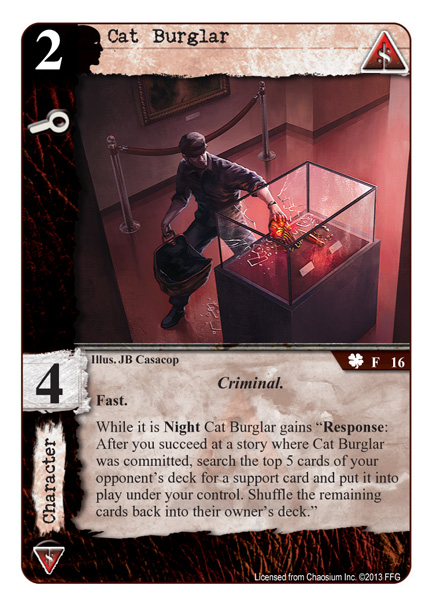 2
Cat Burglar
$
Illus. JB Casacop
F 16
4
Criminal.
Fast.
While it is Night Cat Burglar gains “Response:
After you succeed at a story where Cat Burglar
was committed, search the top 5 cards of your
opponent’s deck for a support card and put it into
play under your control. Shuffle the remaining
cards back into their owner’s deck.”
Character
$
Licensed from Chaosium Inc. ©2013 FFG